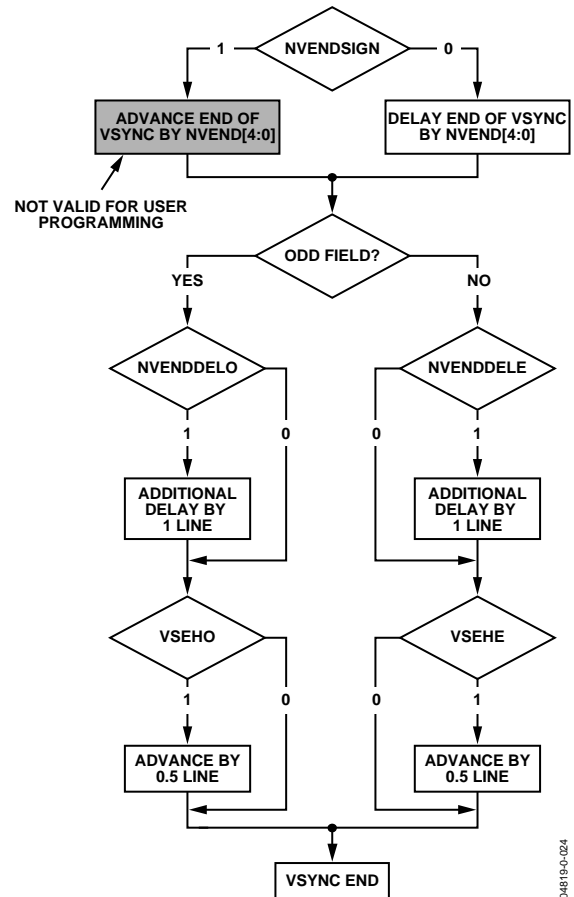 NVENDSIGN
1
0
ADVANCE END OF
VSYNC BY NVEND[4:0]
DELAY END OF VSYNC
BY NVEND[4:0]
NOT VALID FOR USER
PROGRAMMING
ODD FIELD?
YES
NO
NVENDDELO
NVENDDELE
1
0
0
1
ADDITIONAL
DELAY BY
1 LINE
ADDITIONAL
DELAY BY
1 LINE
VSEHO
VSEHE
1
0
0
1
ADVANCE BY
0.5 LINE
ADVANCE BY
0.5 LINE
VSYNC END
04819-0-024